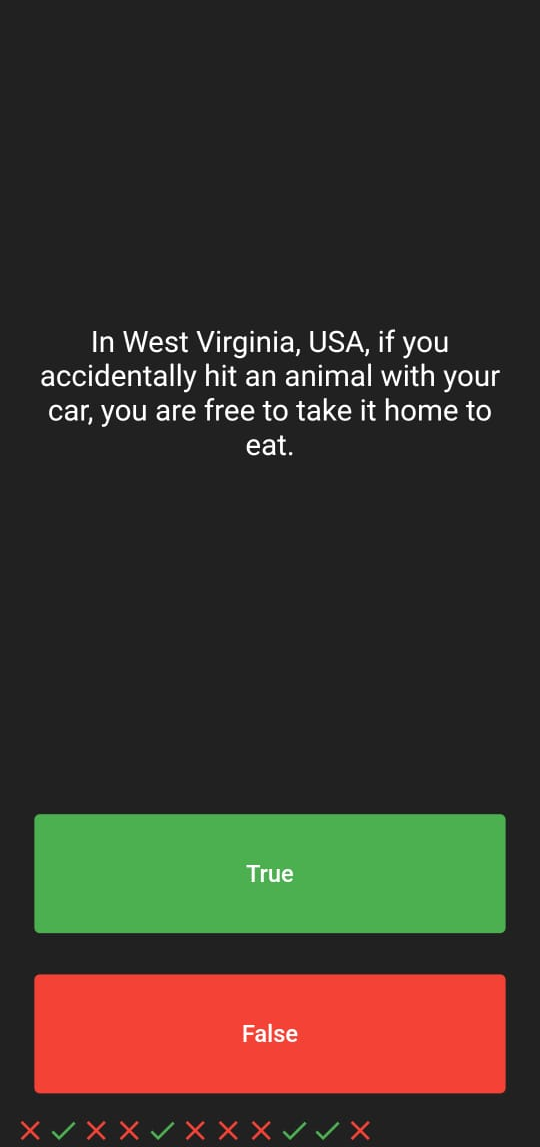 In West Virginia, USA, if you
accidentally hit an animal with your
car, you are free to take it home to
eat.
True
False